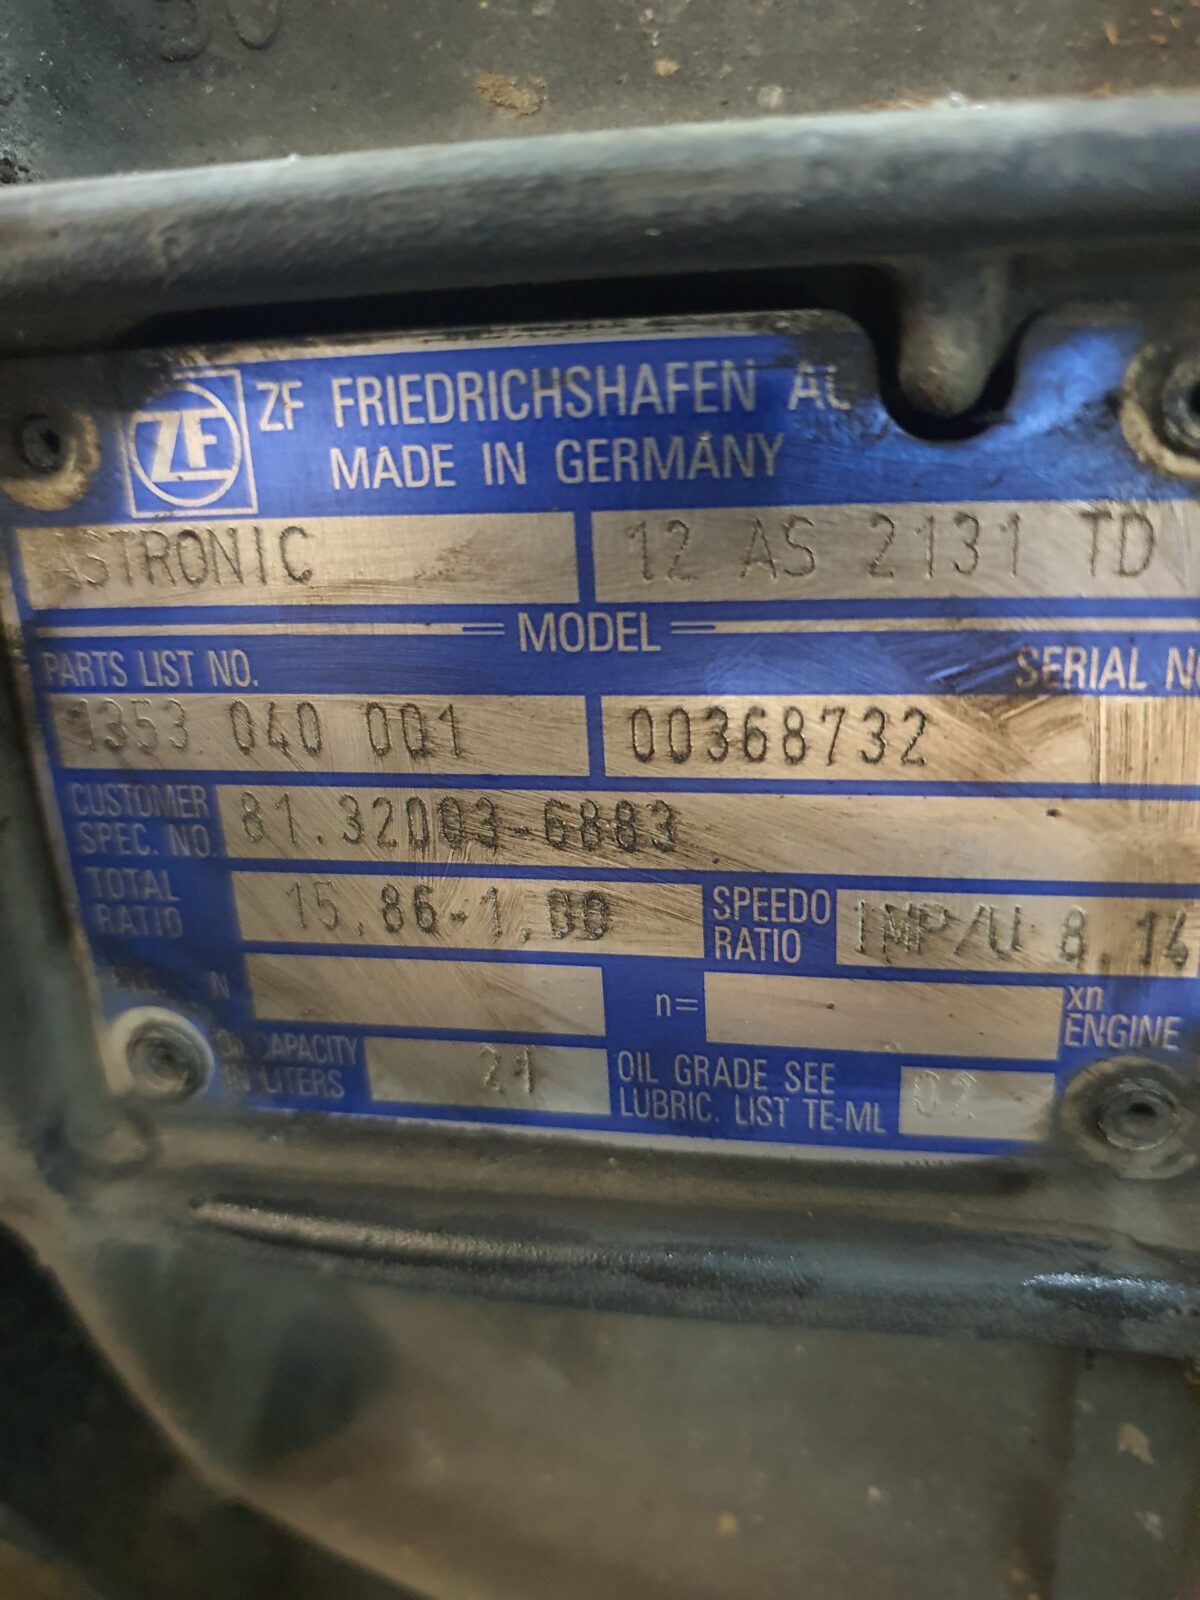 50
ZF
ZF FRIEDRICHSHAFEN
MADE IN GERMANY
ASTRONIC 12 AS 2131 TD
MODEL
PARTS LIST NO. SERIAL
1353 040 001 00368732
CUSTOMER
SPEC. NO. 81.32003-6883
TOTAL
RATIO 15.86-1.00
SPEEDO
RATIO IMP/U 8.14
N n= xn
ENGINE
OIL CAPACITY
IN LITERS 21
OIL GRADE SEE
LUBRIC. LIST TE-ML 02